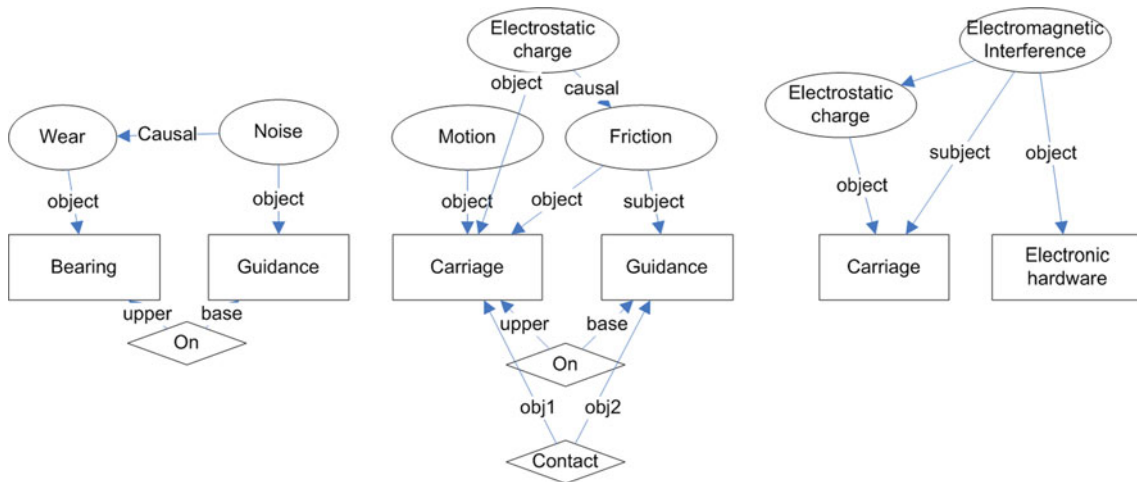 Electrostatic
charge
Electromagnetic
Interference
object
causal
Electrostatic
charge
Wear
Causal
Noise
Motion
Friction
subject
object
object
object
object
object
subject
object
Bearing
Guidance
Carriage
Guidance
Carriage
Electronic
hardware
upper
base
On
upper
base
On
obj1
obj2
Contact